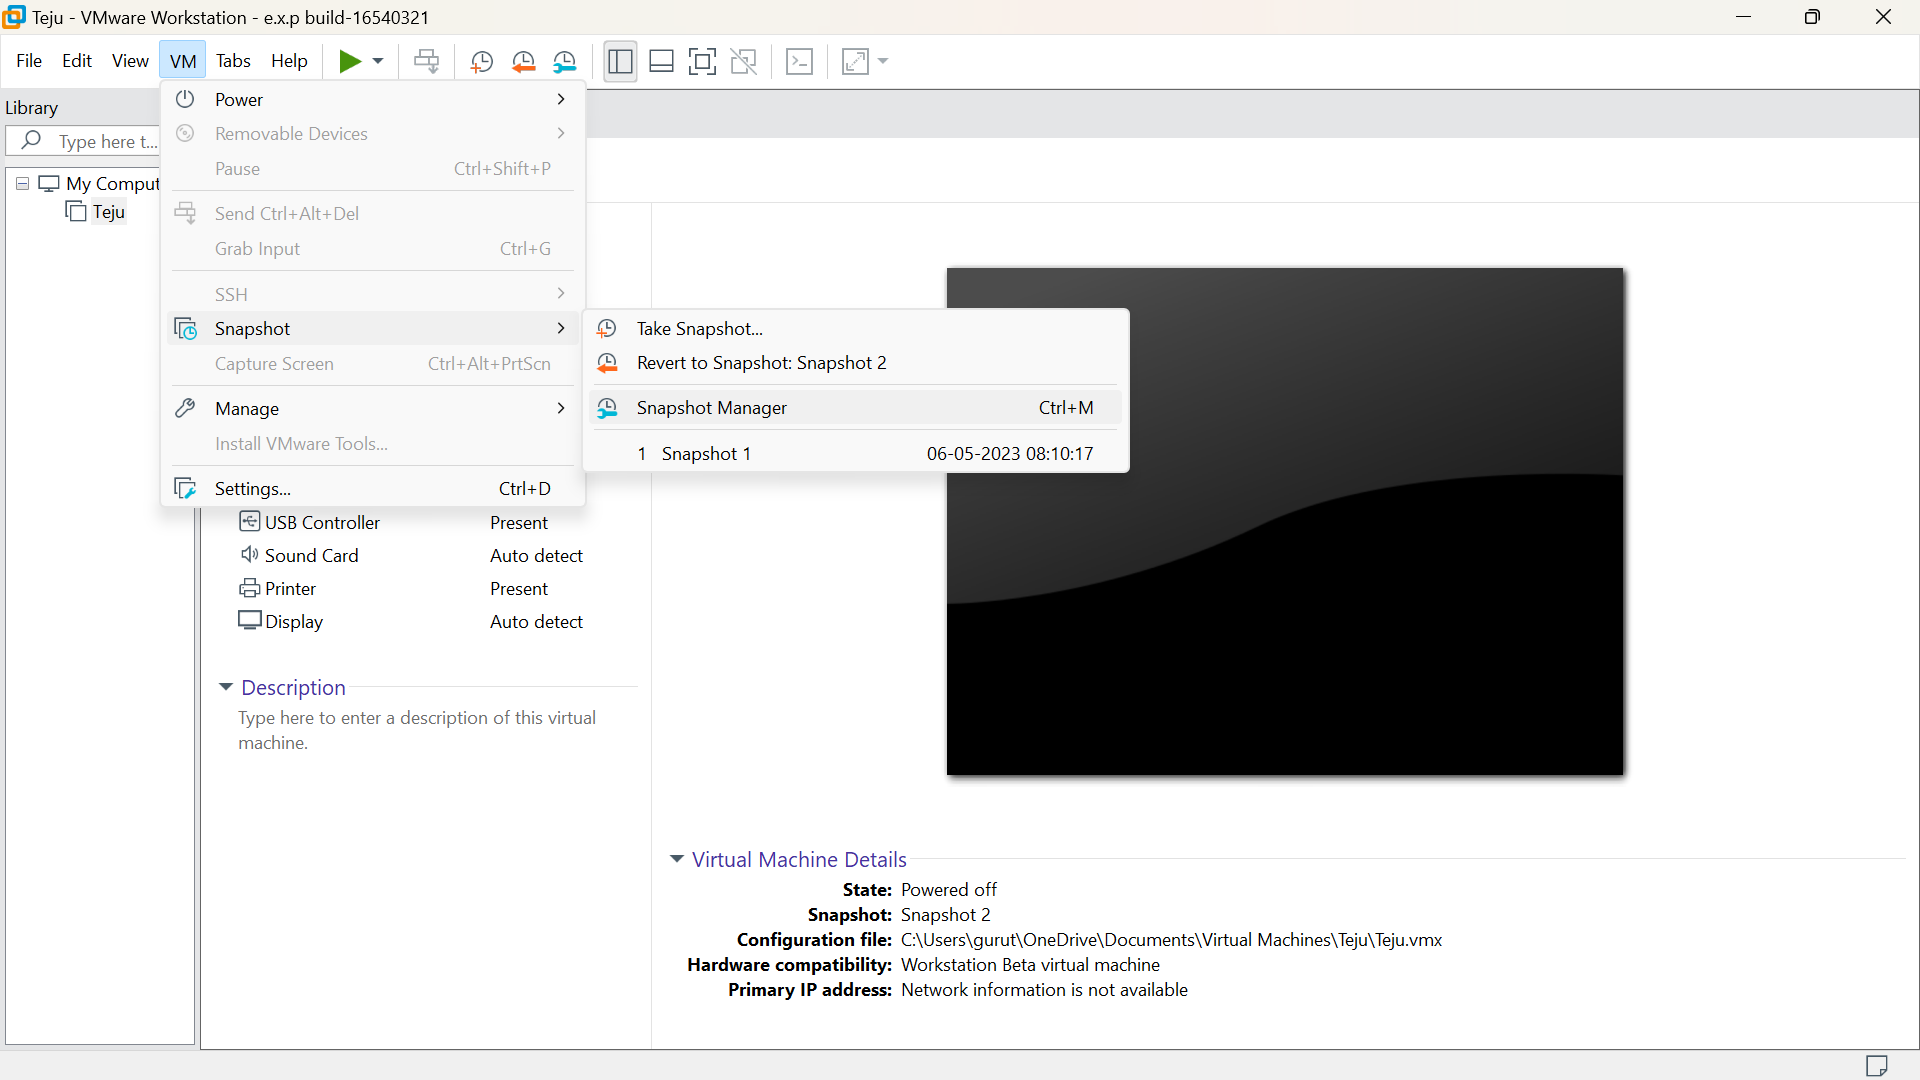 Teju - VMware Workstation - e.x.p build-16540321
File Edit View VM Tabs Help
Library
Type here t...
My Comput
Teju
Power
Removable Devices
Pause Ctrl+Shift+P
Send Ctrl+Alt+Del
Grab Input Ctrl+G
SSH
Snapshot
Capture Screen Ctrl+Alt+PrtScn
Manage
Install VMware Tools...
Settings... Ctrl+D
Take Snapshot...
Revert to Snapshot: Snapshot 2
Snapshot Manager Ctrl+M
1 Snapshot 1 06-05-2023 08:10:17
USB Controller Present
Sound Card Auto detect
Printer Present
Display Auto detect
Description
Type here to enter a description of this virtual
machine.
Virtual Machine Details
State: Powered off
Snapshot: Snapshot 2
Configuration file: C:\Users\gurut\OneDrive\Documents\Virtual Machines\Teju\Teju.vmx
Hardware compatibility: Workstation Beta virtual machine
Primary IP address: Network information is not available